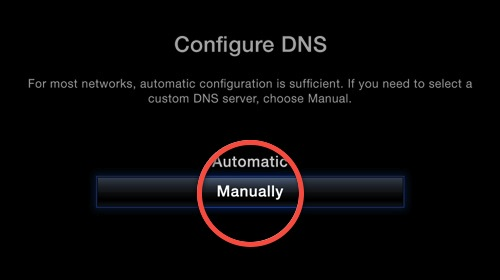 Configure DNS
For most networks, automatic configuration is sufficient. If you need to select a
custom DNS server, choose Manual.
Automatic
Manually